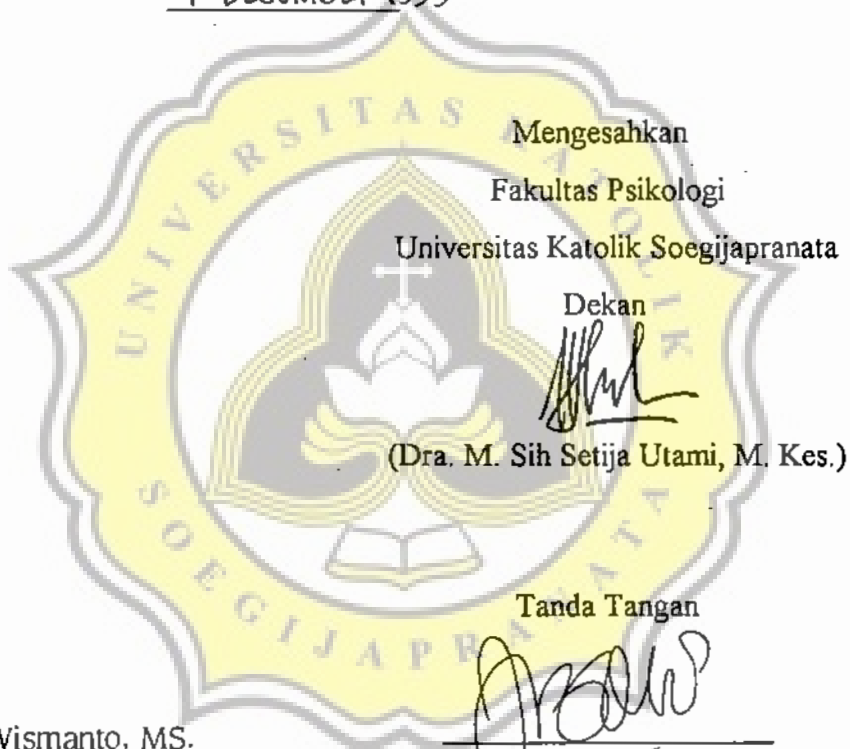 Mengesahkan
Fakultas Psikologi
Universitas Katolik Soegijapranata
Dekan
(Dra. M. Sih Setija Utami, M. Kes.)
Tanda Tangan
Wismanto, MS.
UNIVERSITAS KATOLIK
SOEGIJAPRANATA